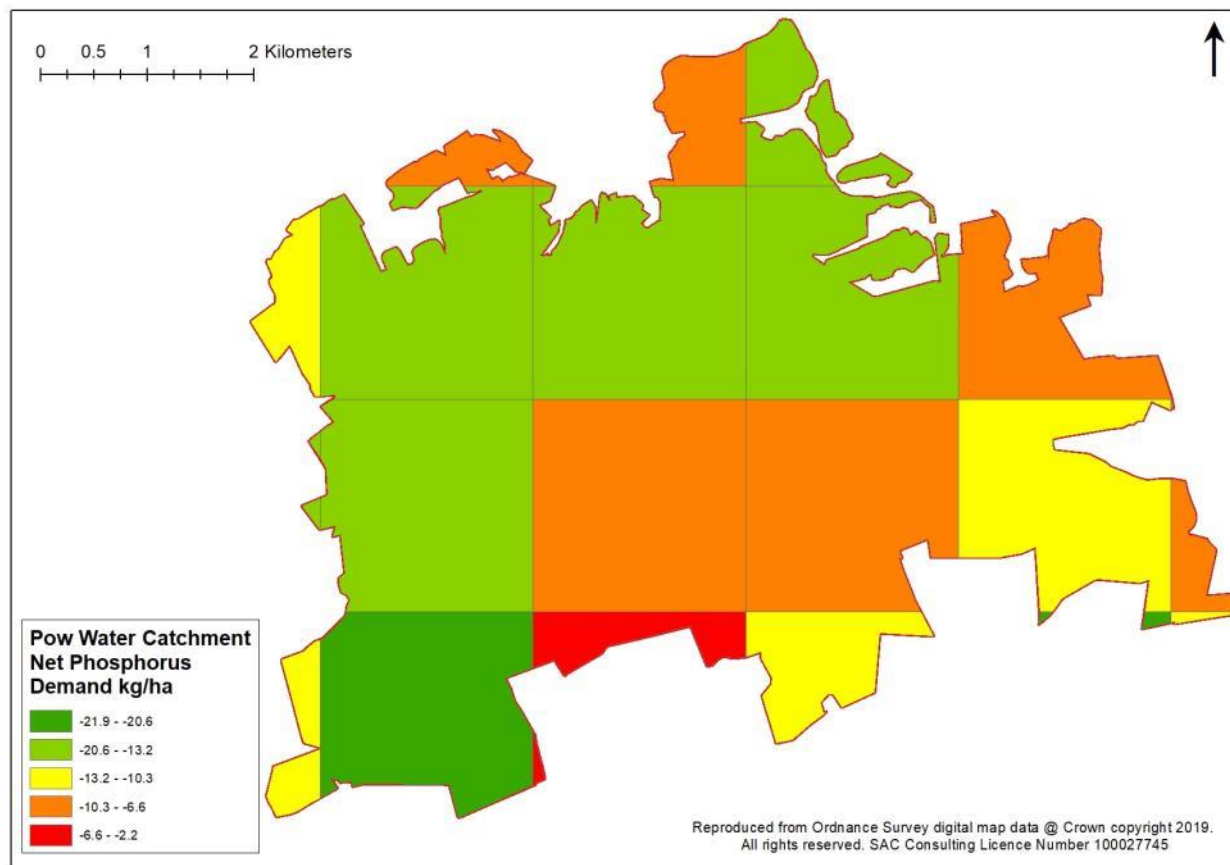 0 0.5 1 2 Kilometers
Pow Water Catchment
Net Phosphorus
Demand kg/ha
-21.9 - -20.6
-20.6 - -13.2
-13.2 - -10.3
-10.3 - -6.6
-6.6 - -2.2
Reproduced from Ordnance Survey digital map data @ Crown copyright 2019.
All rights reserved. SAC Consulting Licence Number 100027745